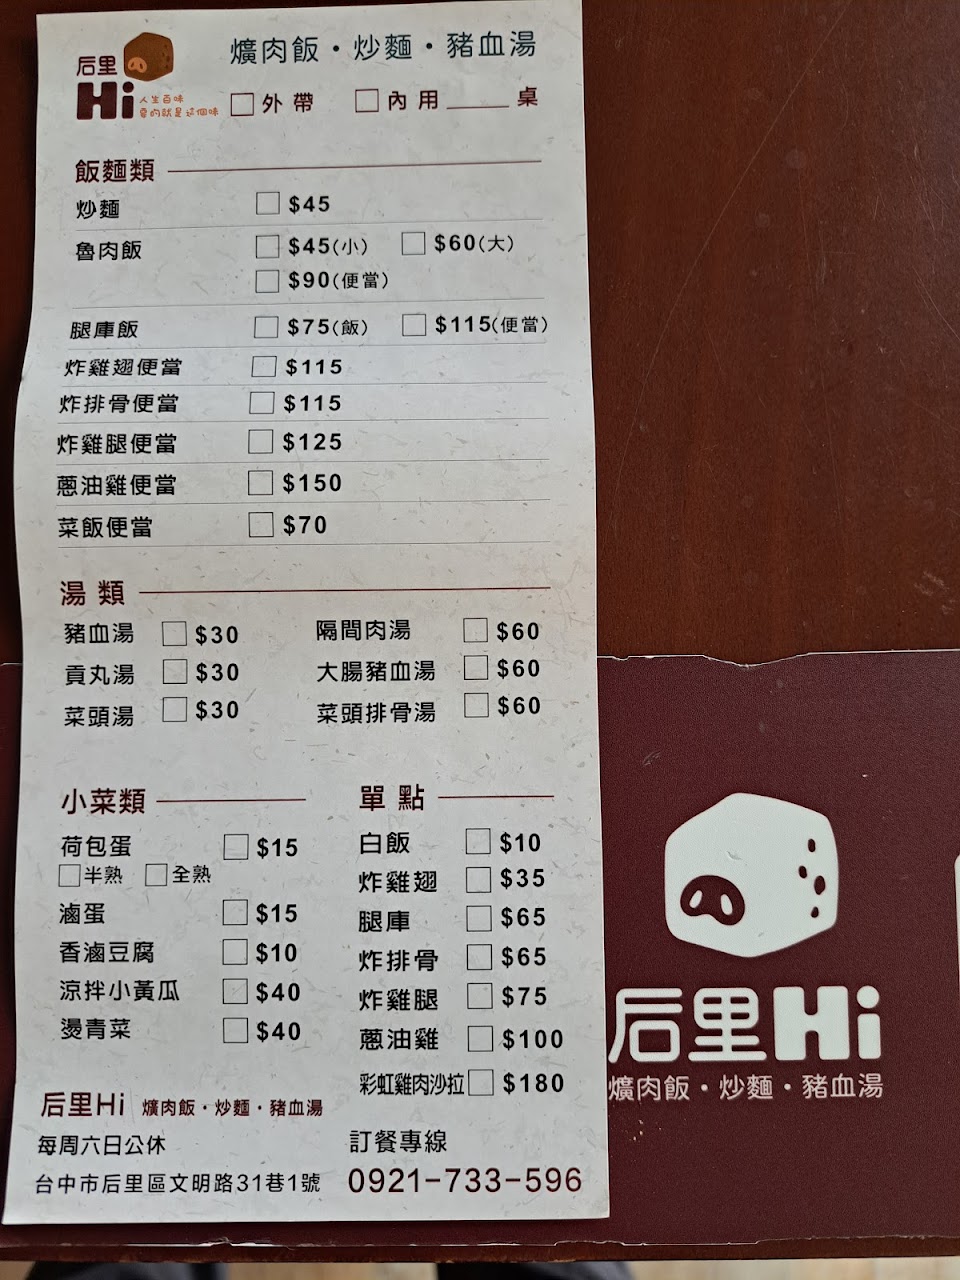 后里
Hi
人生百味
要的就是這個味
爌肉飯・炒麵・豬血湯
□外帶 □內用____桌
飯麵類
炒麵 □$45
魯肉飯 □$45(小) □$60(大)
□$90(便當)
腿庫飯 □$75(飯) □$115(便當)
炸雞翅便當 □$115
炸排骨便當 □$115
炸雞腿便當 □$125
蔥油雞便當 □$150
菜飯便當 □$70
湯類
豬血湯 □$30 隔間肉湯 □$60
貢丸湯 □$30 大腸豬血湯 □$60
菜頭湯 □$30 菜頭排骨湯 □$60
小菜類
荷包蛋 □$15
□半熟 □全熟
滷蛋 □$15
香滷豆腐 □$10
涼拌小黃瓜 □$40
燙青菜 □$40
單點
白飯 □$10
炸雞翅 □$35
腿庫 □$65
炸排骨 □$65
炸雞腿 □$75
蔥油雞 □$100
彩虹雞肉沙拉 □$180
后里Hi 爌肉飯・炒麵・豬血湯
每周六日公休
台中市后里區文明路31巷1號
訂餐專線
0921-733-596
后里Hi
爌肉飯・炒麵・豬血湯